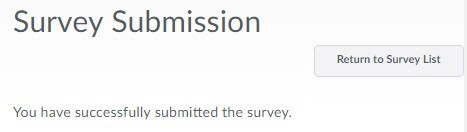 Survey Submission
Return to Survey List
You have successfully submitted the survey.